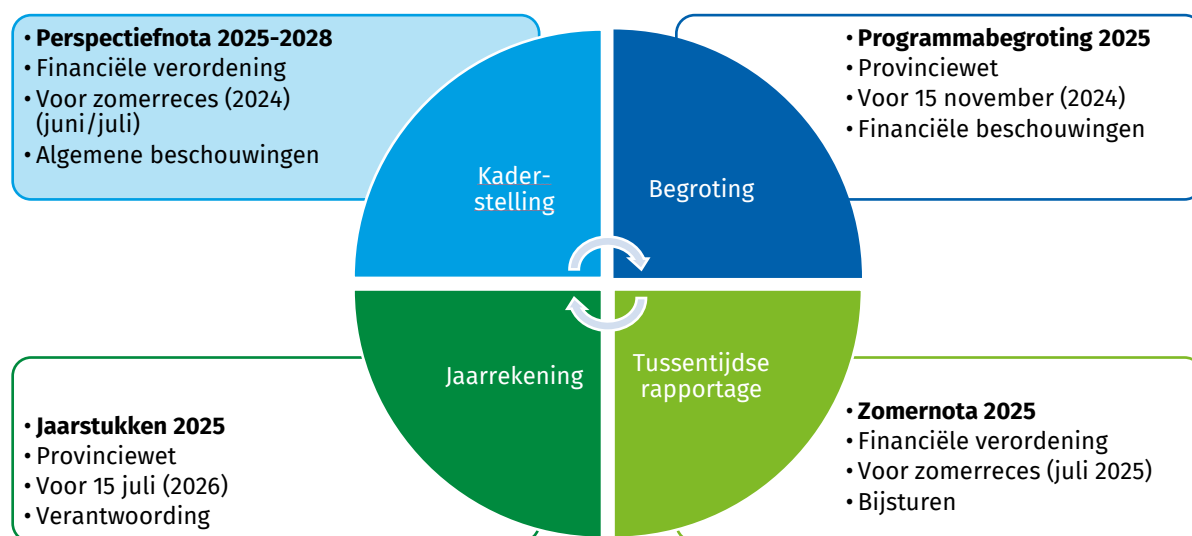 • Perspectiefnota 2025-2028
• Financiële verordening
• Voor zomerreces (2024)
(juni/juli)
• Algemene beschouwingen
Kader-
stelling
Begroting
• Programmabegroting 2025
• Provinciewet
• Voor 15 november (2024)
• Financiële beschouwingen
• Jaarstukken 2025
• Provinciewet
• Voor 15 juli (2026)
• Verantwoording
Jaarrekening
Tussentijdse
rapportage
• Zomernota 2025
• Financiële verordening
• Voor zomerreces (juli 2025)
• Bijsturen